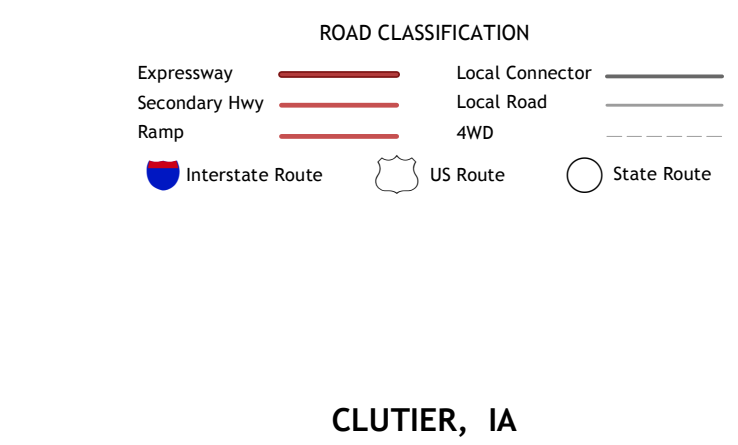 ROAD CLASSIFICATION
Expressway
Local Connector
Secondary Hwy
Local Road
Ramp
4WD
Interstate Route
US Route
State Route
CLUTIER, IA